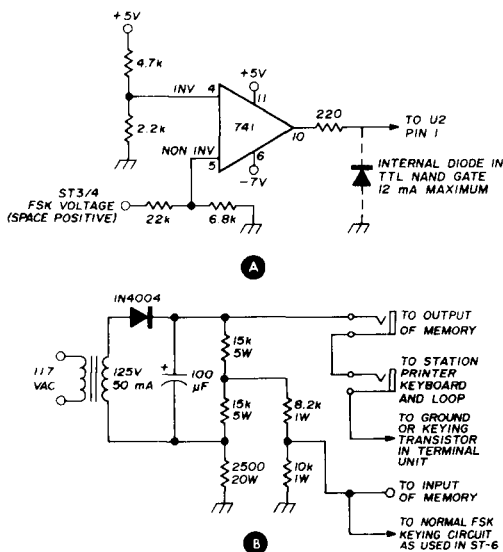 +5V
4.7k
INV
4
+5V
11
2.2k
741
10
220
TO U2
PIN 1
NON INV
5
6
-7V
INTERNAL DIODE IN
TTL NAND GATE
12 mA MAXIMUM
ST3/4
FSK VOLTAGE
(SPACE POSITIVE)
22k
6.8k
A
1N4004
TO OUTPUT
OF MEMORY
15k
5W
117
VAC
125V
50 mA
+
100
μF
TO STATION
PRINTER
KEYBOARD
AND LOOP
15k
5W
8.2k
1W
TO GROUND
OR KEYING
TRANSISTOR
IN TERMINAL
UNIT
2500
20W
10k
1W
TO INPUT
OF MEMORY
TO NORMAL FSK
KEYING CIRCUIT
AS USED IN ST-6
B